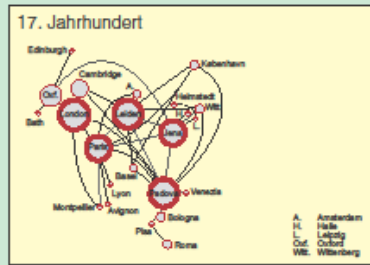 17. Jahrhundert
Edinburgh
Cambridge
København
Oxf.
A.
Helmstedt
Witt.
London
Leiden
H.
L.
Bath
Jena
Paris
Basel
Padova
Venezia
Lyon
Montpellier
Avignon
Bologna
Pisa
Roma
A. Amsterdam
H. Halle
L. Leipzig
Oxf. Oxford
Witt. Wittenberg